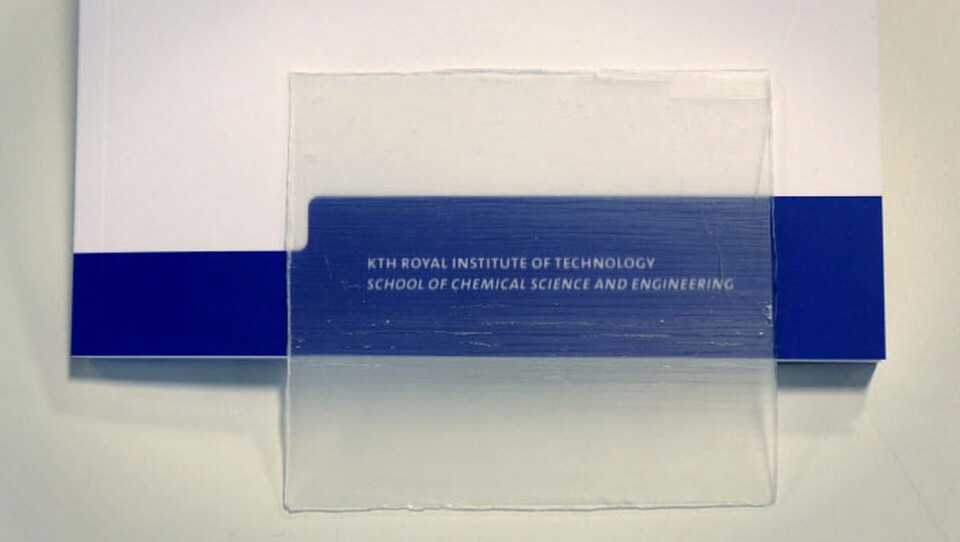 KTH ROYAL INSTITUTE OF TECHNOLOGY
SCHOOL OF CHEMICAL SCIENCE AND ENGINEERING